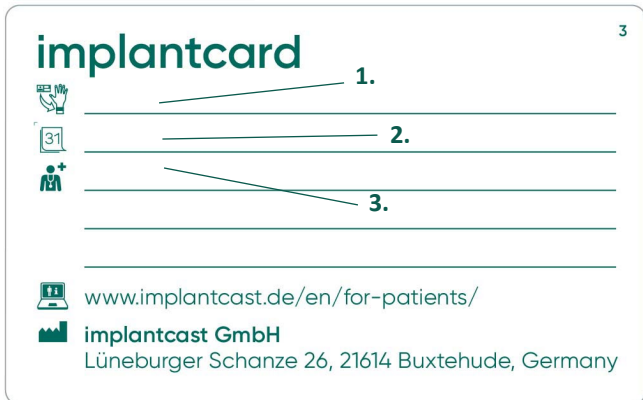 3
implantcard
1.
31
2.
3.
www.implantcast.de/en/for-patients/
implantcast GmbH
Lüneburger Schanze 26, 21614 Buxtehude, Germany